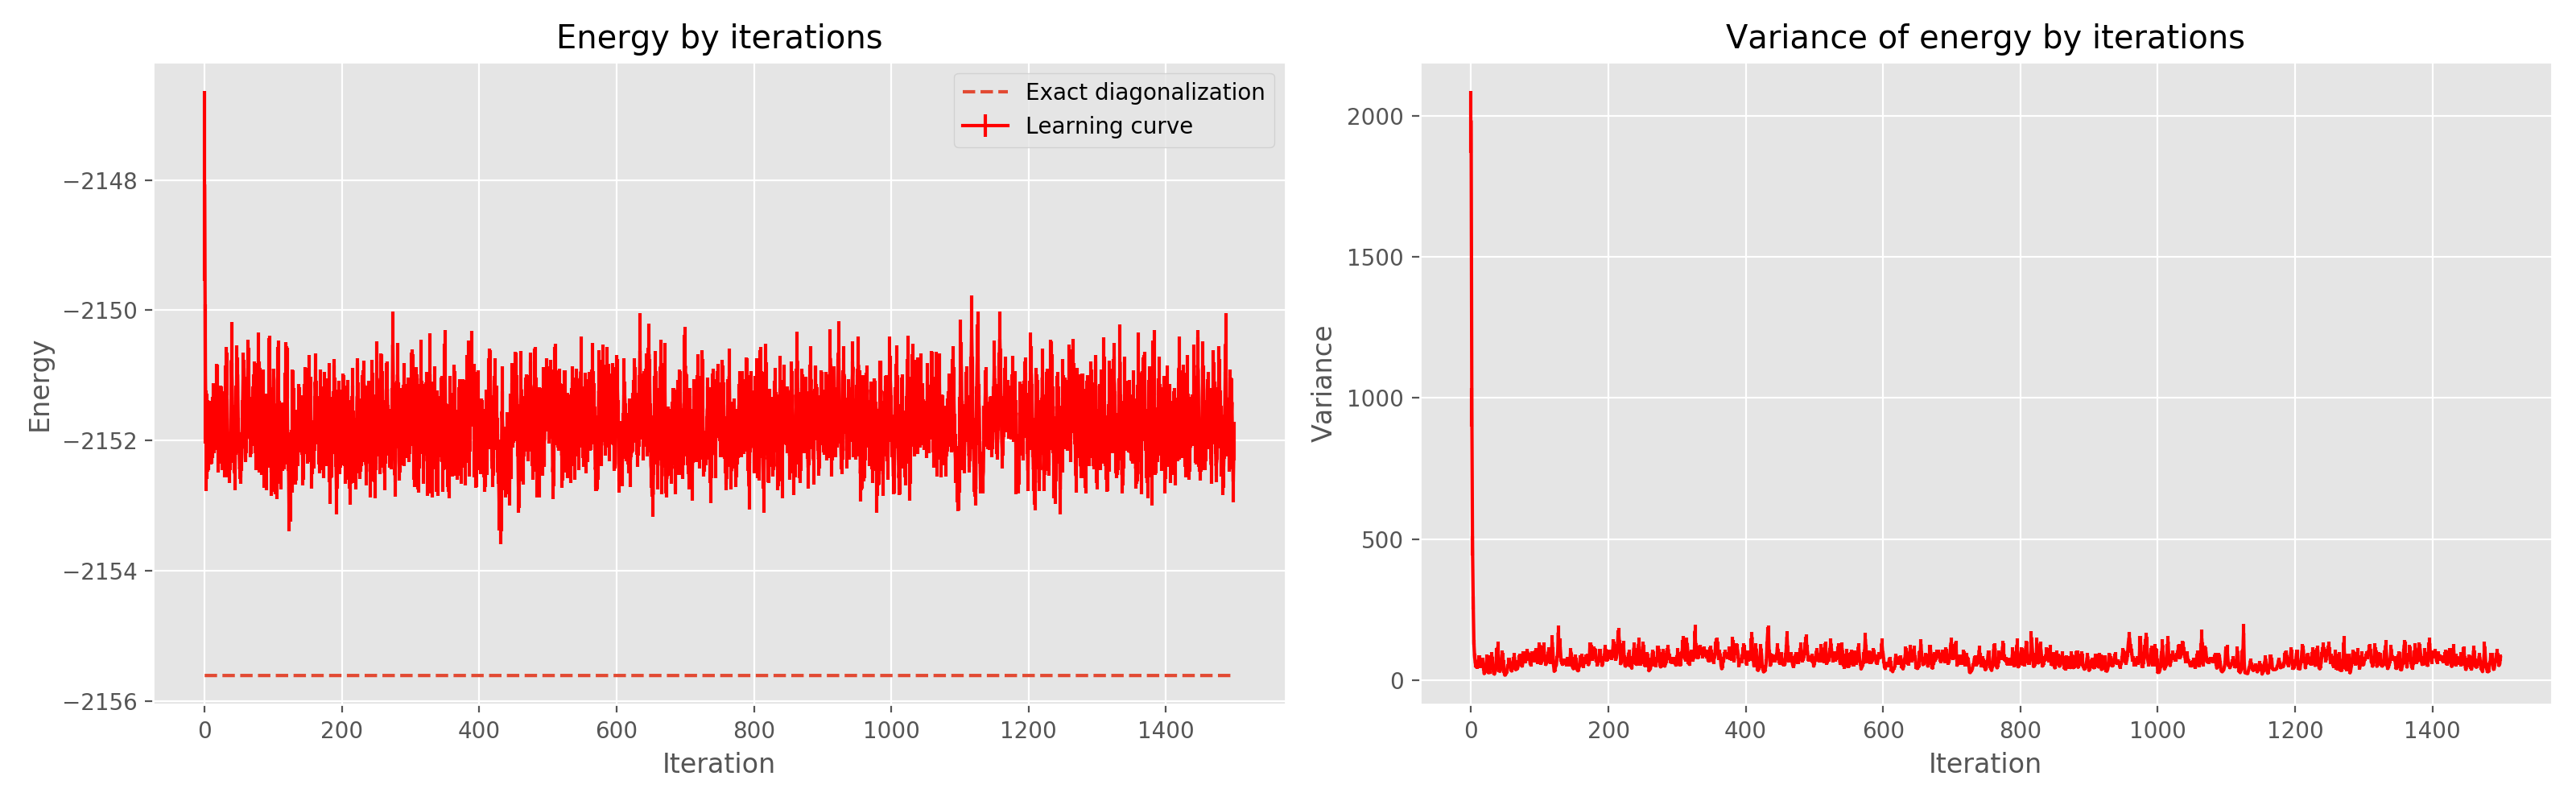 Energy by iterations
Exact diagonalization
Learning curve
−2148
−2150
−2152
−2154
−2156
Energy
0 200 400 600 800 1000 1200 1400
Iteration
Variance of energy by iterations
2000
1500
1000
500
0
Variance
0 200 400 600 800 1000 1200 1400
Iteration